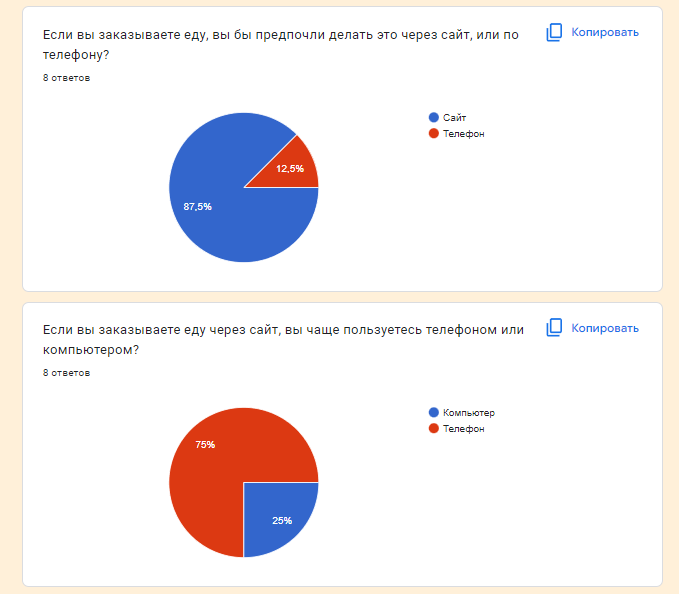 Если вы заказываете еду, вы бы предпочли делать это через сайт, или по
телефону?
Копировать
8 ответов
Сайт
Телефон
12,5%
87,5%
Если вы заказываете еду через сайт, вы чаще пользуетесь телефоном или
компьютером?
Копировать
8 ответов
Компьютер
Телефон
75%
25%